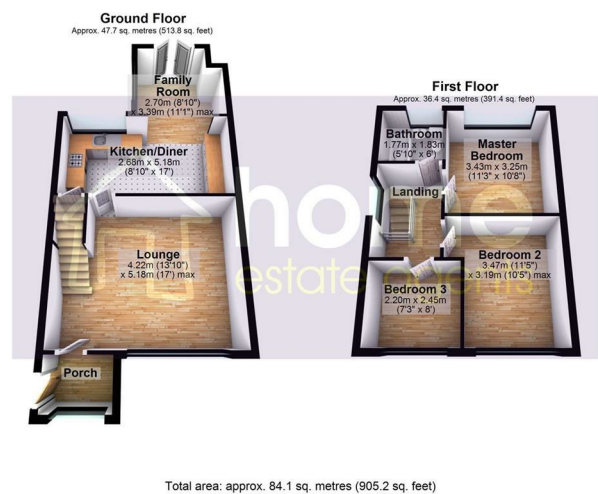 Ground Floor
Approx. 47.7 sq. metres (513.8 sq. feet)
Family
Room
2.70m (8'10")
x 3.39m (11'1") max
Kitchen/Diner
2.68m x 5.18m
(8'10" x 17')
Lounge
4.22m (13'10")
x 5.18m (17') max
Porch
First Floor
Approx. 36.4 sq. metres (391.4 sq. feet)
Bathroom
1.77m x 1.83m
(5'10" x 6')
Master
Bedroom
3.43m x 3.25m
(11'3" x 10'8")
Landing
Bedroom 2
3.47m (11'5")
x 3.19m (10'5") max
Bedroom 3
2.20m x 2.45m
(7'3" x 8')
home
estate agents
Total area: approx. 84.1 sq. metres (905.2 sq. feet)